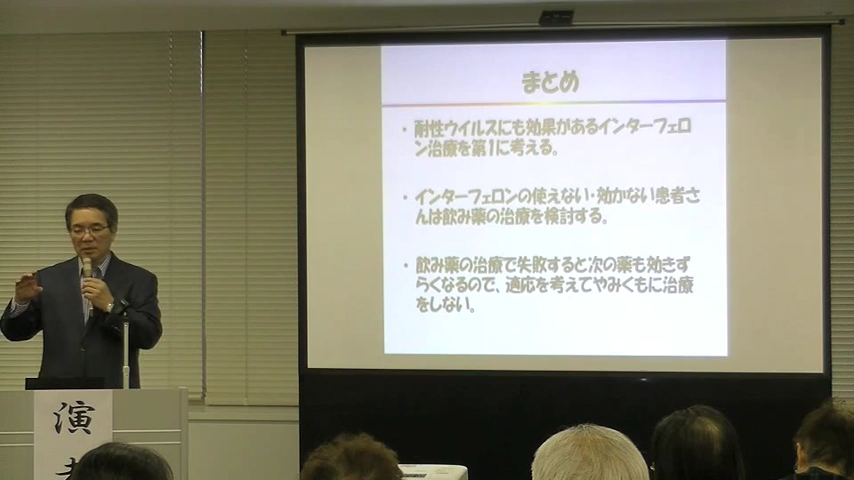 まとめ
・耐性ウイルスにも効果があるインターフェロ
ン治療を第1に考える。
・インターフェロンの使えない・効かない患者さ
んは飲み薬の治療を検討する。
・飲み薬の治療で失敗すると次の薬も効きず
らくなるので、適応を考えてやみくもに治療
をしない。
演